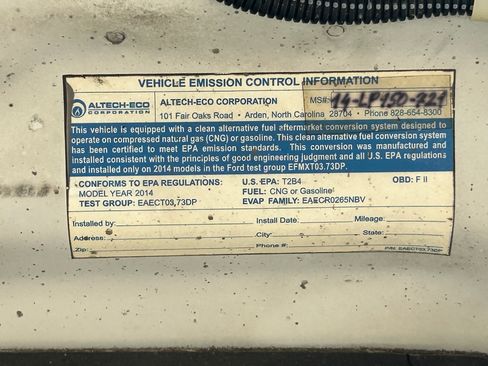 VEHICLE EMISSION CONTROL INFORMATION
ALTECH-ECO CORPORATION
ALTECH-ECO CORPORATION MS#: 14-LP150-221
101 Fair Oaks Road • Arden, North Carolina 28704 • Phone 828-654-8300
This vehicle is equipped with a clean alternative fuel aftermarket conversion system designed to
operate on compressed natural gas (CNG) or gasoline. This clean alternative fuel conversion system
has been certified to meet EPA emission standards. This conversion was manufactured and
installed consistent with the principles of good engineering judgment and all U.S. EPA regulations
and installed only on 2014 models in the Ford test group EFMXT03.73DP.
CONFORMS TO EPA REGULATIONS: U.S. EPA: T2B4 OBD: F II
MODEL YEAR 2014 FUEL: CNG or Gasoline
TEST GROUP: EAECT03.73DP EVAP FAMILY: EAECR0265NBV
Installed by: Install Date: Mileage:
Address: City: State:
Zip: Phone #:
P/N: EAECT03.73DP